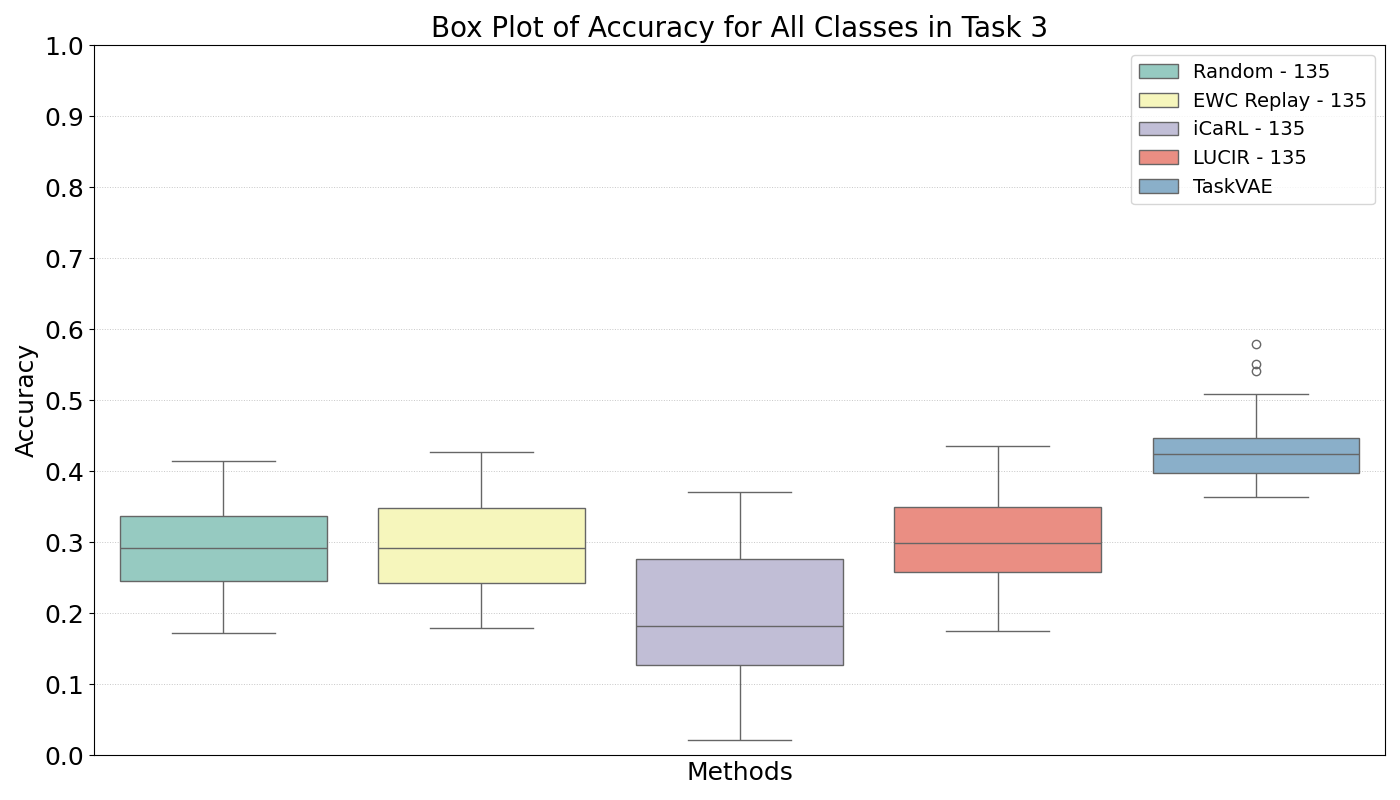 Box Plot of Accuracy for All Classes in Task 3
1.0
0.9
0.8
0.7
0.6
0.5
0.4
0.3
0.2
0.1
0.0
Accuracy
Methods
Random - 135
EWC Replay - 135
iCaRL - 135
LUCIR - 135
TaskVAE